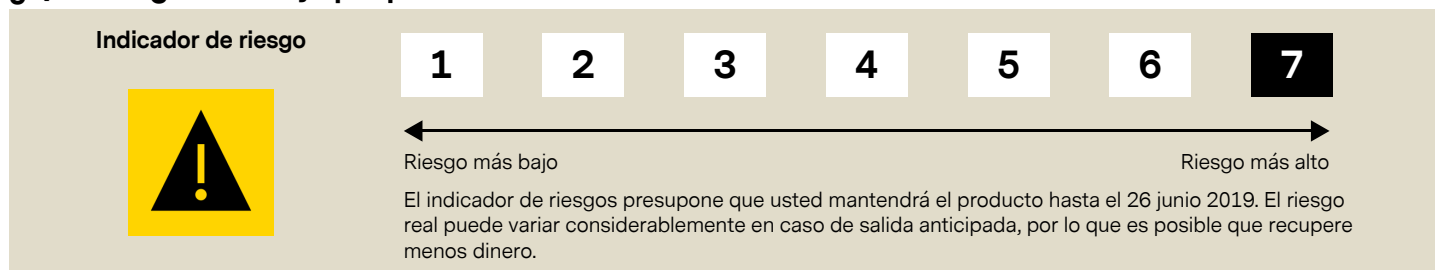 Indicador de riesgo
1 2 3 4 5 6 7
Riesgo más bajo Riesgo más alto
El indicador de riesgos presupone que usted mantendrá el producto hasta el 26 junio 2019. El riesgo
real puede variar considerablemente en caso de salida anticipada, por lo que es posible que recupere
menos dinero.